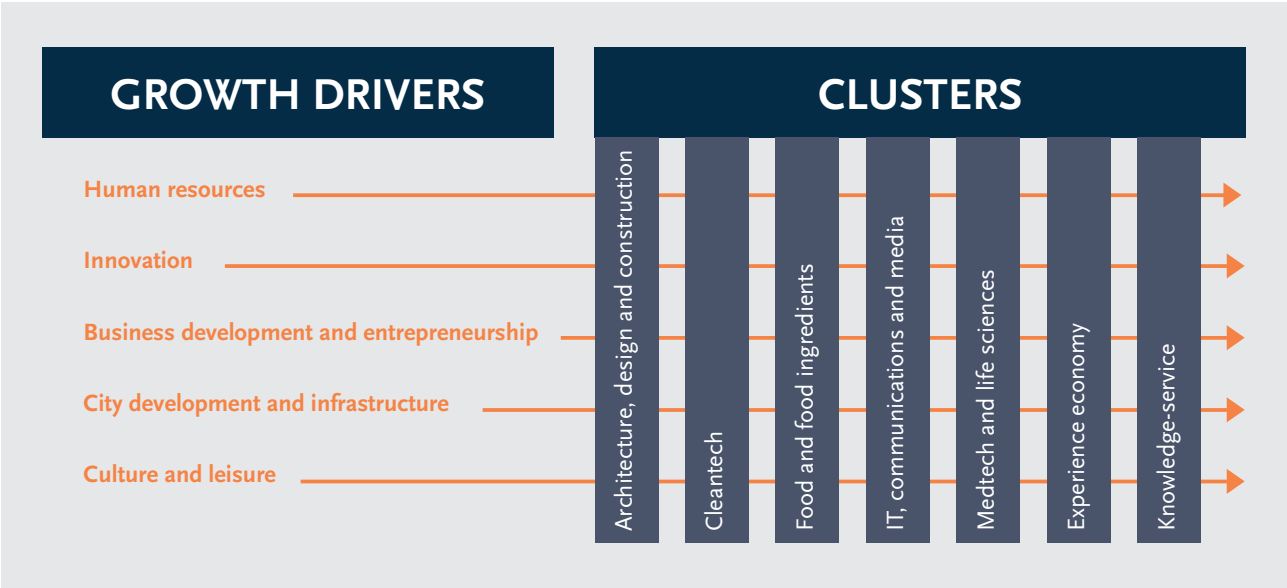 GROWTH DRIVERS
CLUSTERS
Human resources
Innovation
Business development and entrepreneurship
City development and infrastructure
Culture and leisure
Architecture, design and construction
Cleantech
Food and food ingredients
IT, communications and media
Medtech and life sciences
Experience economy
Knowledge-service